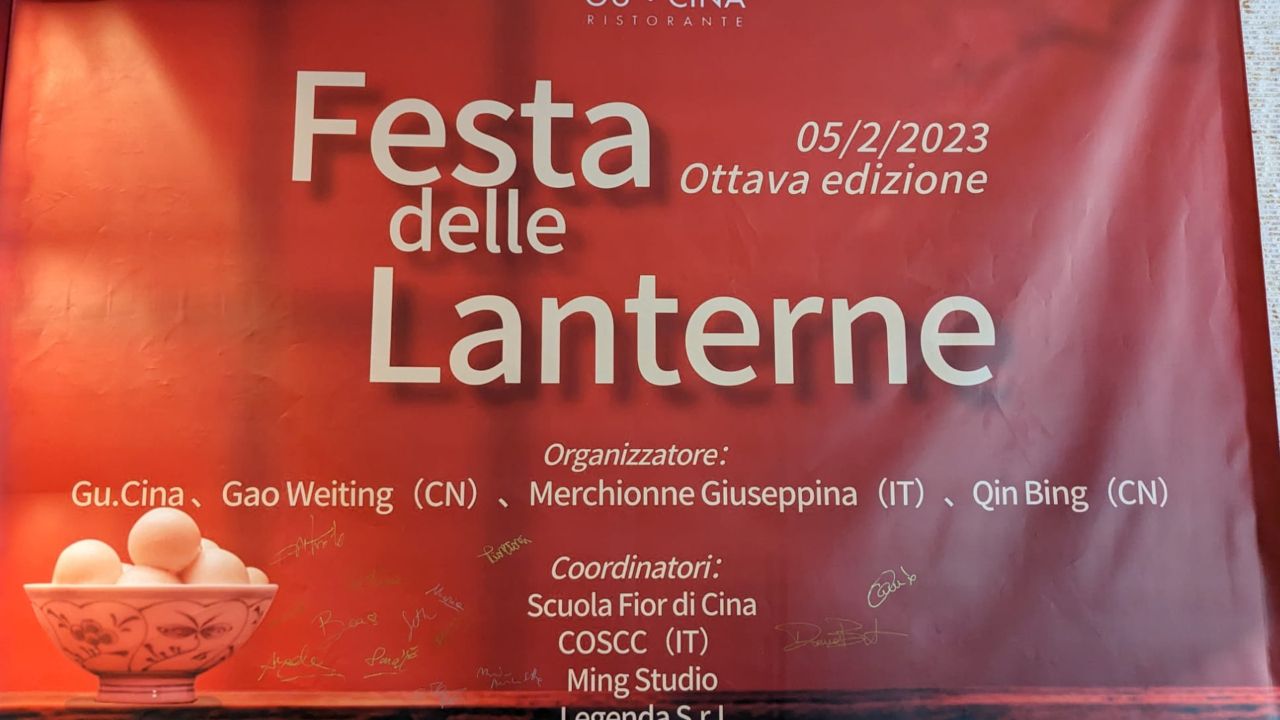 RISTORANTE
Festa
05/2/2023
Ottava edizione
delle
Lanterne
Organizzatore：
Gu.Cina 、Gao Weiting（CN）、Merchionne Giuseppina（IT）、Qin Bing（CN）
Coordinatori：
Scuola Fior di Cina
COSCC（IT）
Ming Studio
Legenda S.r.l